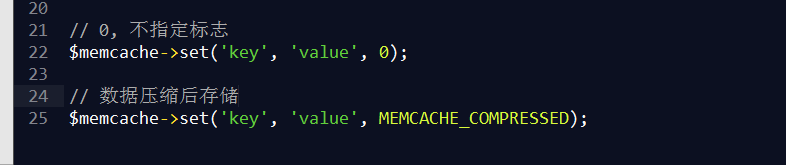 20
21 // 0, 不指定标志
22 $memcache->set('key', 'value', 0);
23
24 // 数据压缩后存储
25 $memcache->set('key', 'value', MEMCACHE_COMPRESSED);